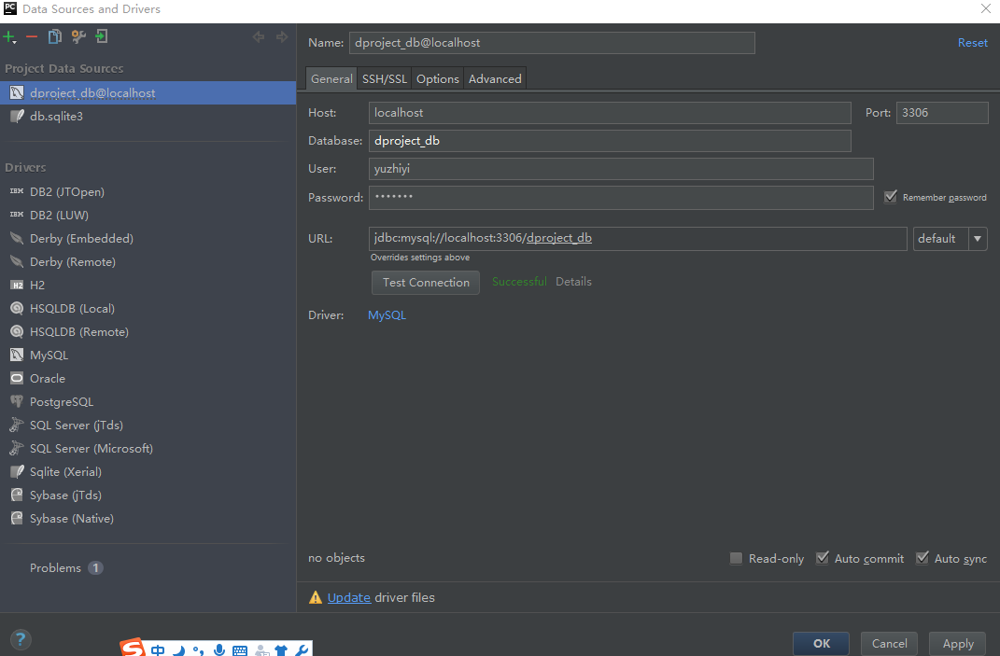 PC Data Sources and Drivers
Name: dproject_db@localhost Reset
Project Data Sources
dproject_db@localhost
db.sqlite3
Drivers
IBM DB2 (JTOpen)
IBM DB2 (LUW)
Derby (Embedded)
Derby (Remote)
H2 H2
HSQLDB (Local)
HSQLDB (Remote)
MySQL
Oracle
PostgreSQL
SQL Server (jTds)
SQL Server (Microsoft)
Sqlite (Xerial)
Sybase (jTds)
Sybase (Native)
Problems 1
General SSH/SSL Options Advanced
Host: localhost Port: 3306
Database: dproject_db
User: yuzhiyi
Password: ••••••• Remember password
URL: jdbc:mysql://localhost:3306/dproject_db default
Overrides settings above
Test Connection Successful Details
Driver: MySQL
no objects Read-only Auto commit Auto sync
Update driver files
? S 中 OK Cancel Apply